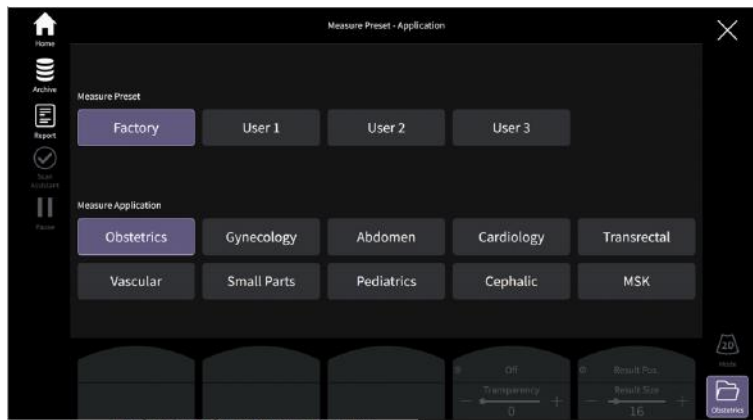 Measure Preset - Application
Home
Archive
Report
Scan
Assistant
Pause
Measure Preset
Factory User 1 User 2 User 3
Measure Application
Obstetrics Gynecology Abdomen Cardiology Transrectal
Vascular Small Parts Pediatrics Cephalic MSK
2D
Mode
Off Result Pos.
Transparency Result Size
0 16
Obstetrics